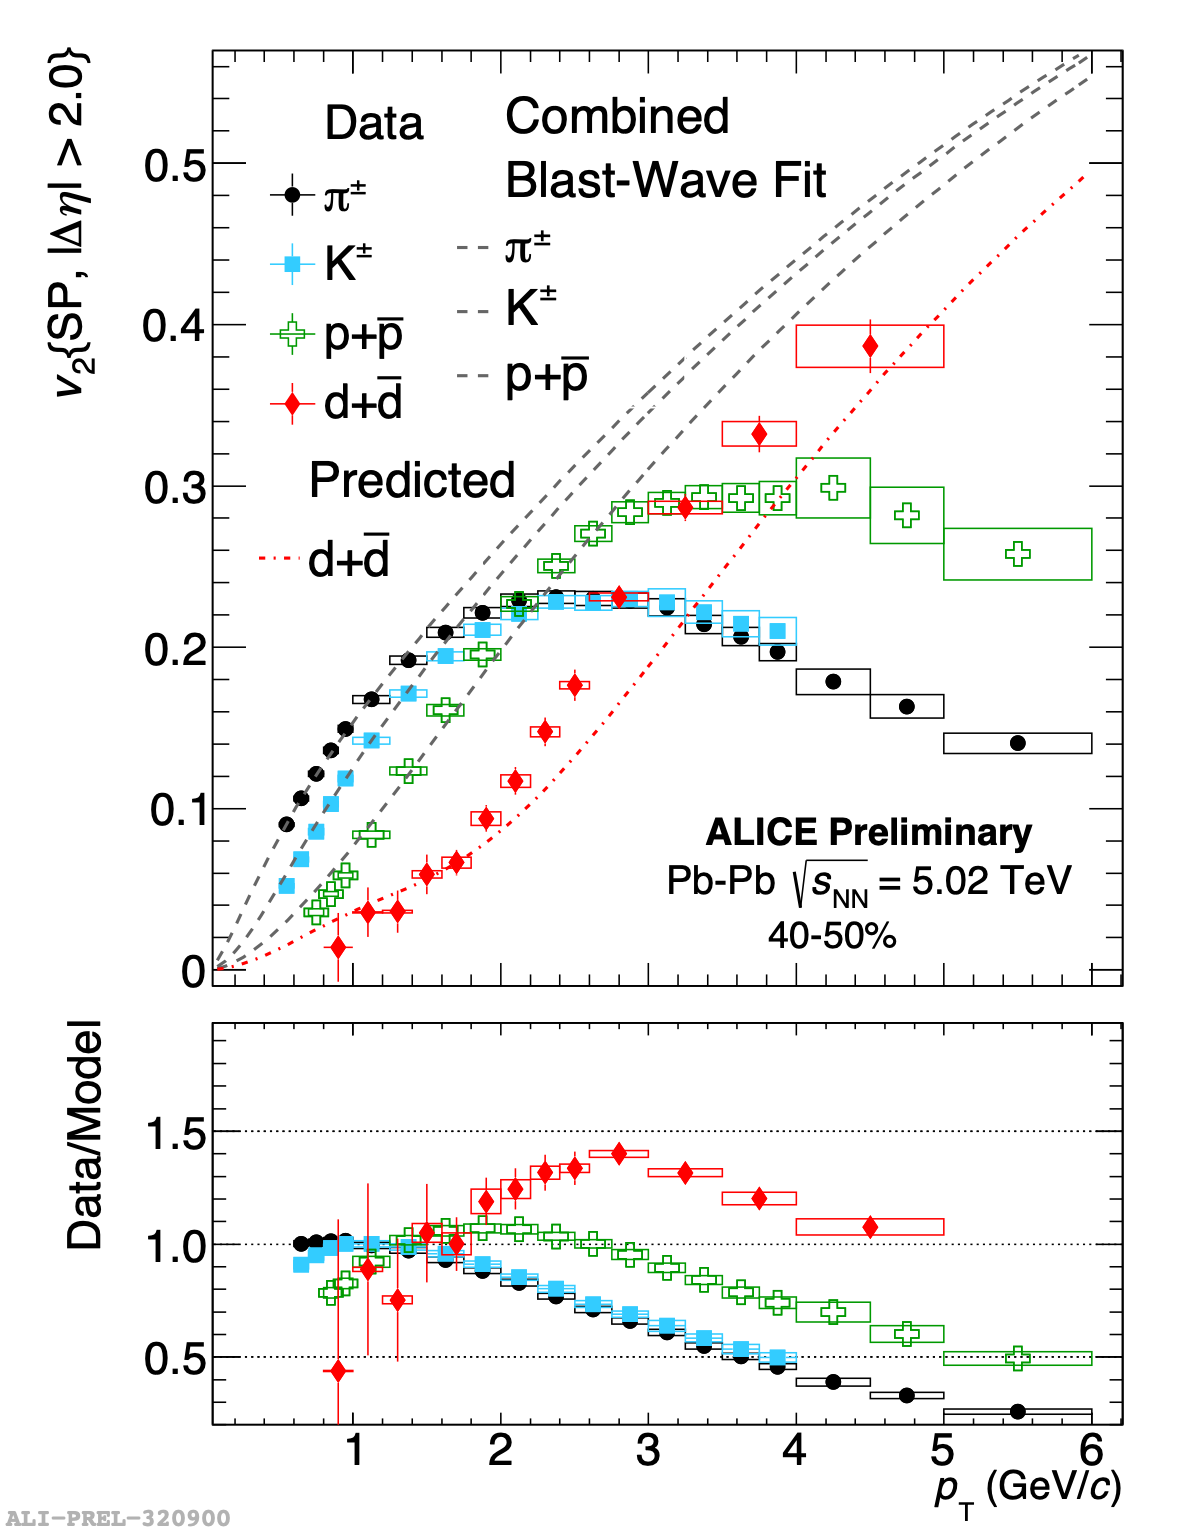 v2{SP, |Δη| > 2.0}
0.5
0.4
0.3
0.2
0.1
0
Data
π±
K±
p+p̅
d+d̅
Combined
Blast-Wave Fit
π±
K±
p+p̅
Predicted
d+d̅
ALICE Preliminary
Pb-Pb √sNN = 5.02 TeV
40-50%
Data/Model
1.5
1.0
0.5
1 2 3 4 5 6
pT (GeV/c)
ALI-PREL-320900